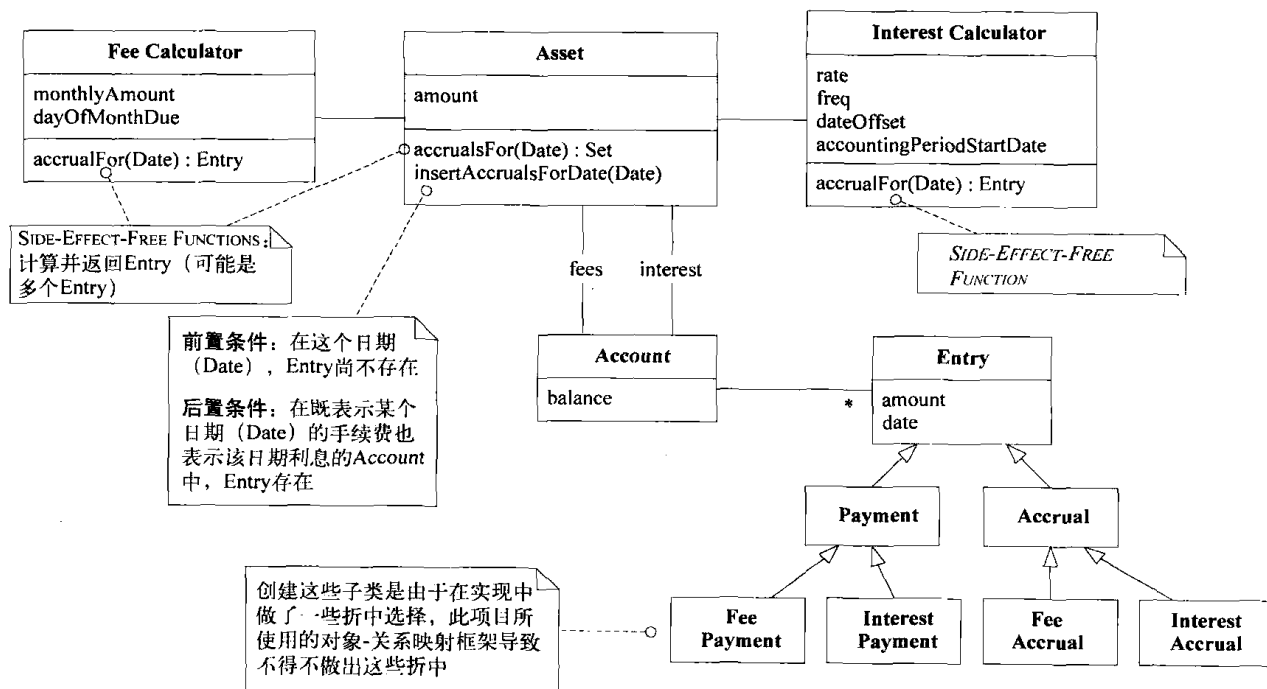 Fee Calculator
monthlyAmount
dayOfMonthDue
accrualFor(Date) : Entry
Asset
amount
accrualsFor(Date) : Set
insertAccrualsForDate(Date)
Interest Calculator
rate
freq
dateOffset
accountingPeriodStartDate
accrualFor(Date) : Entry
SIDE-EFFECT-FREE FUNCTIONS:
计算并返回Entry（可能是
多个Entry）
SIDE-EFFECT-FREE
FUNCTION
fees
interest
前置条件：在这个日期
（Date），Entry尚不存在
后置条件：在既表示某个
日期（Date）的手续费也
表示该日期利息的Account
中，Entry存在
Account
balance
*
Entry
amount
date
Payment
Accrual
创建这些子类是由于在实现中
做了一些折中选择，此项目所
使用的对象-关系映射框架导致
不得不做出这些折中
Fee
Payment
Interest
Payment
Fee
Accrual
Interest
Accrual